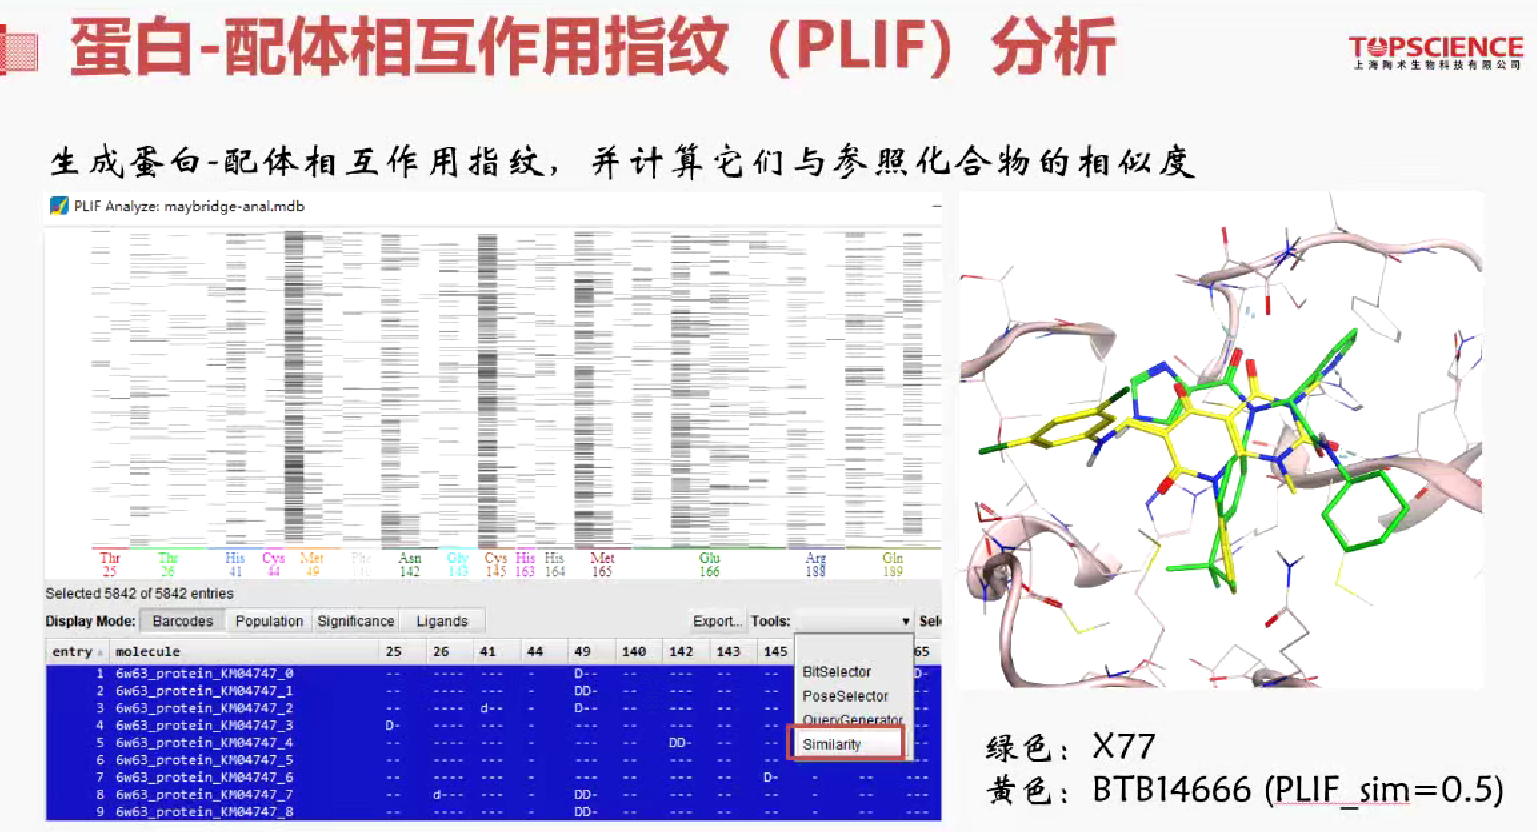 蛋白-配体相互作用指纹（PLIF）分析
TOPSCIENCE
上海陶术生物科技有限公司
生成蛋白-配体相互作用指纹，并计算它们与参照化合物的相似度
PLIF Analyze: maybridge-anal.mdb
Thr Thr His Cys Met Phe Asn Gly Cys His His Met Glu Arg Gln
25 26 41 44 49 140 142 143 145 163 164 165 166 188 189
Selected 5842 of 5842 entries
Display Mode: Barcodes Population Significance Ligands Export... Tools: Sele
entry molecule 25 26 41 44 49 140 142 143 145 65
1 6w63_protein_KM04747_0 -- ---- --- - D-- -- --- -- -- D-
2 6w63_protein_KM04747_1 -- ---- --- - DD- -- --- -- -- --
3 6w63_protein_KM04747_2 -- ---- d-- - D-- -- --- -- -- --
4 6w63_protein_KM04747_3 D- ---- --- - --- -- --- -- -- --
5 6w63_protein_KM04747_4 -- ---- --- - --- -- DD- -- -- --
6 6w63_protein_KM04747_5 -- ---- --- - --- -- --- -- -- --
7 6w63_protein_KM04747_6 -- ---- --- - --- -- --- -- D- - -- ---
8 6w63_protein_KM04747_7 -- d--- --- - DD- -- --- -- -- - -- ---
9 6w63_protein_KM04747_8 -- ---- --- - DD- -- --- -- -- - -- ---
BitSelector
PoseSelector
QueryGenerator
Similarity
绿色：X77
黄色：BTB14666 (PLIF_sim=0.5)